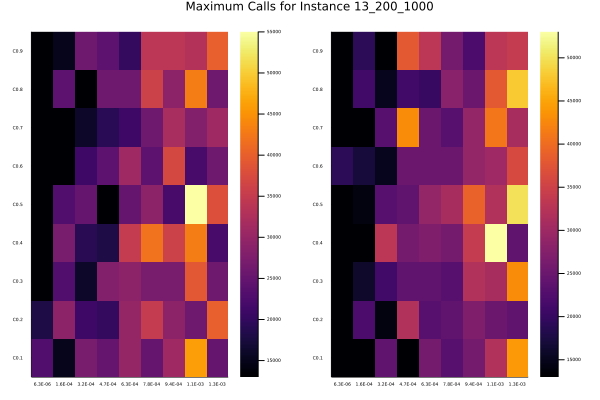 Maximum Calls for Instance 13_200_1000
C0.9
C0.8
C0.7
C0.6
C0.5
C0.4
C0.3
C0.2
C0.1
6.3E-06 1.6E-04 3.2E-04 4.7E-04 6.3E-04 7.8E-04 9.4E-04 1.1E-03 1.3E-03
55000
50000
45000
40000
35000
30000
25000
20000
15000
C0.9
C0.8
C0.7
C0.6
C0.5
C0.4
C0.3
C0.2
C0.1
6.3E-06 1.6E-04 3.2E-04 4.7E-04 6.3E-04 7.8E-04 9.4E-04 1.1E-03 1.3E-03
50000
45000
40000
35000
30000
25000
20000
15000